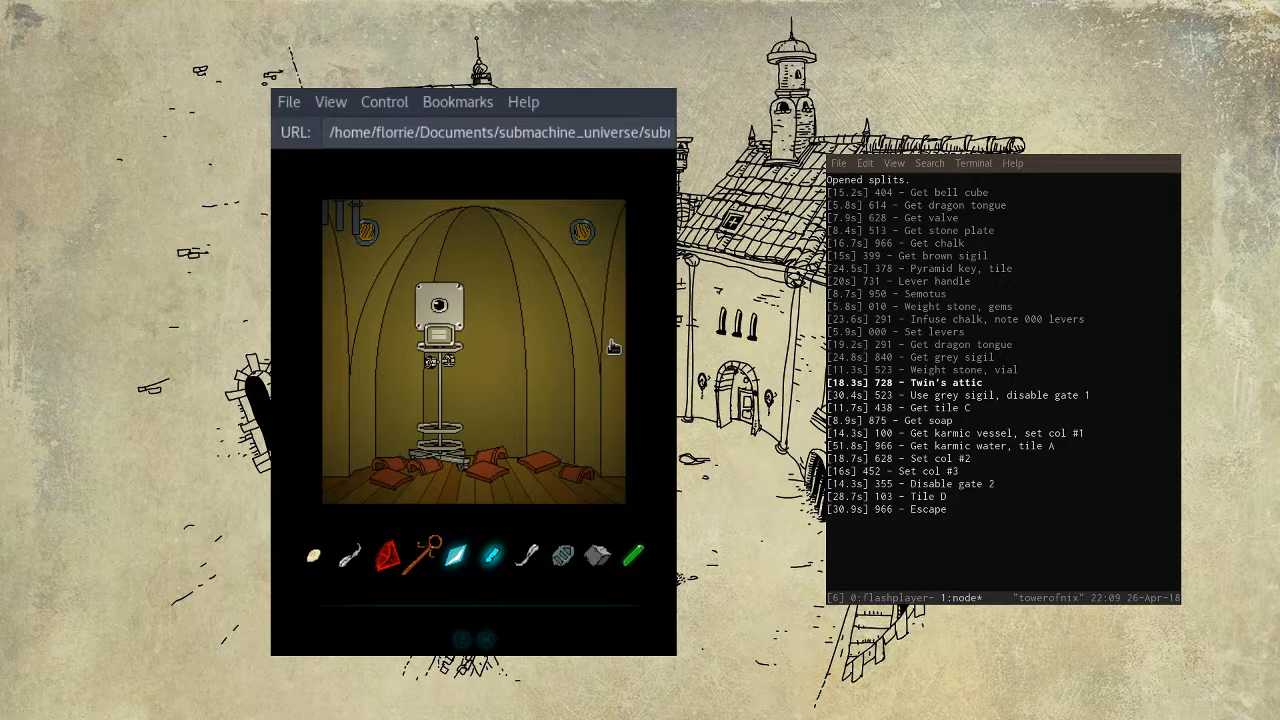 File View Control Bookmarks Help
URL: /home/florrie/Documents/submachine_universe/subm
File Edit View Search Terminal Help
Opened splits.
[15.2s] 404 - Get bell cube
[5.8s] 614 - Get dragon tongue
[7.9s] 628 - Get valve
[8.4s] 513 - Get stone plate
[16.7s] 966 - Get chalk
[15s] 399 - Get brown sigil
[24.5s] 378 - Pyramid key, tile
[20s] 731 - Lever handle
[8.7s] 950 - Semotus
[5.8s] 010 - Weight stone, gems
[23.6s] 291 - Infuse chalk, note 000 levers
[5.9s] 000 - Set levers
[19.2s] 291 - Get dragon tongue
[24.8s] 840 - Get grey sigil
[11.3s] 523 - Weight stone, vial
[18.3s] 728 - Twin's attic
[30.4s] 523 - Use grey sigil, disable gate 1
[11.7s] 438 - Get tile C
[8.9s] 875 - Get soap
[14.3s] 100 - Get karmic vessel, set col #1
[51.8s] 966 - Get karmic water, tile A
[18.7s] 628 - Set col #2
[16s] 452 - Set col #3
[14.3s] 355 - Disable gate 2
[28.7s] 103 - Tile D
[30.9s] 966 - Escape
[6] 0:flashplayer- 1:node* "towerofnix" 22:09 26-Apr-18